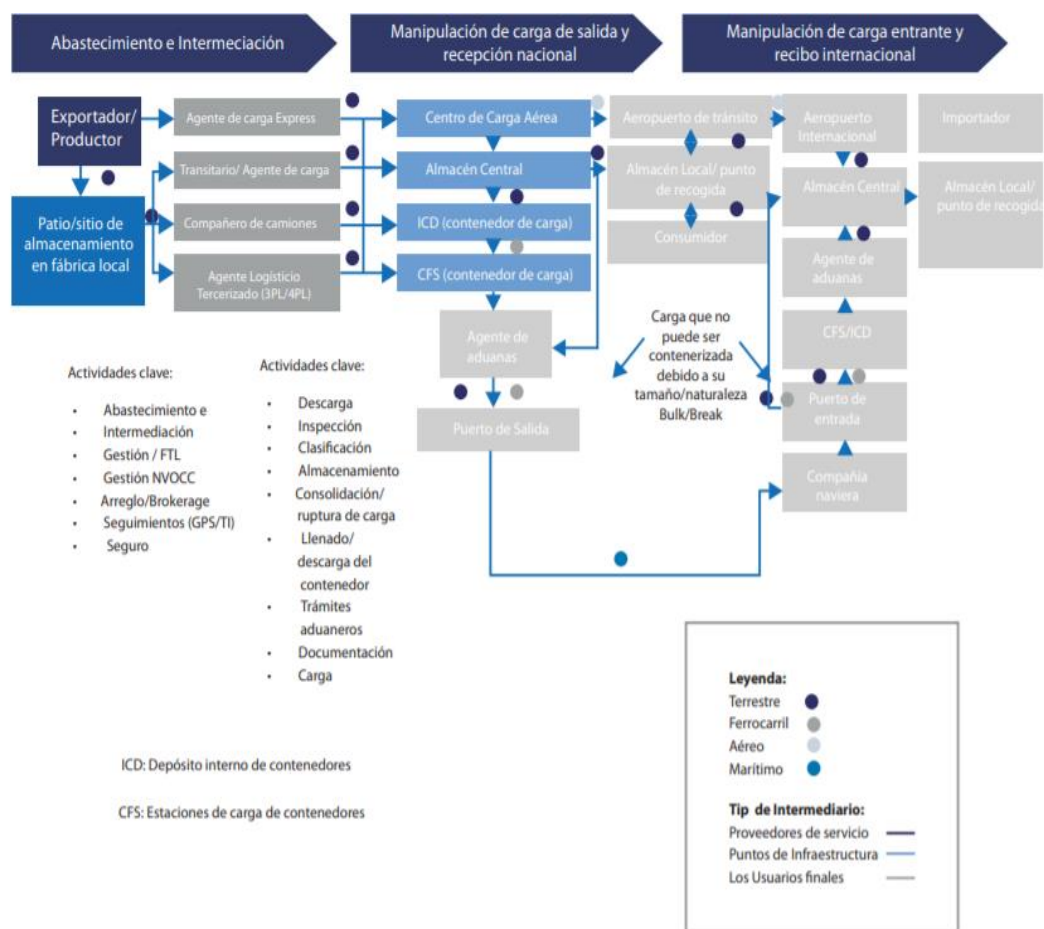 Abastecimiento e Intermeciación
Manipulación de carga de salida y
recepción nacional
Manipulación de carga entrante y
recibo internacional
Exportador/
Productor
Patio/sitio de
almacenamiento
en fábrica local
Agente de carga Express
Transitario/ Agente de carga
Compañero de camiones
Agente Logísticio
Tercerizado (3PL/4PL)
Centro de Carga Aérea
Almacén Central
ICD (contenedor de carga)
CFS (contenedor de carga)
Agente de
aduanas
Puerto de Salida
Aeropuerto de tránsito
Almacén Local/ punto
de recogida
Consumidor
Carga que no
puede ser
contenerizada
debido a su
tamaño/naturaleza
Bulk/Break
Aeropuerto
Internacional
Almacén Central
Agente de
aduanas
CFS/ICD
Puerto de
entrada
Compañía
naviera
Importador
Almacén Local/
punto de recogida
Actividades clave:
• Abastecimiento e
• Intermediación
• Gestión / FTL
• Gestión NVOCC
• Arreglo/Brokerage
• Seguimientos (GPS/TI)
• Seguro
Actividades clave:
• Descarga
• Inspección
• Clasificación
• Almacenamiento
• Consolidación/
ruptura de carga
• Llenado/
descarga del
contenedor
• Trámites
aduaneros
• Documentación
• Carga
ICD: Depósito interno de contenedores
CFS: Estaciones de carga de contenedores
Leyenda:
Terrestre
Ferrocarril
Aéreo
Marítimo
Tip de Intermediario:
Proveedores de servicio
Puntos de Infraestructura
Los Usuarios finales